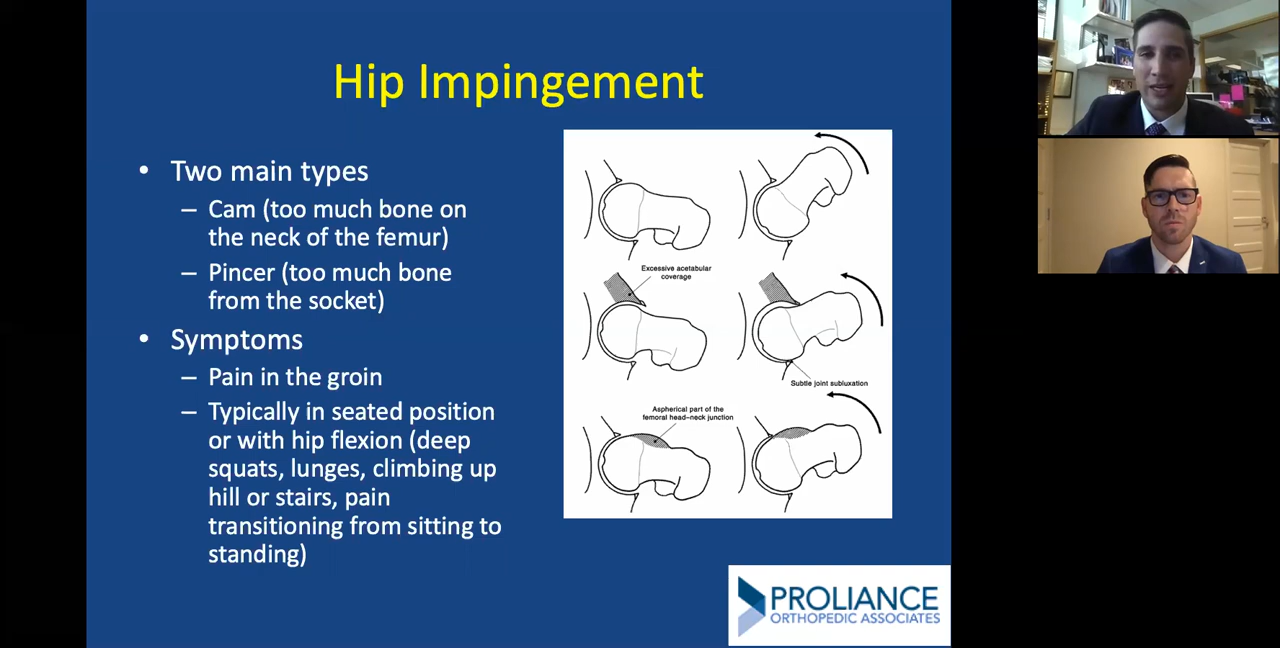 Hip Impingement
• Two main types
– Cam (too much bone on
the neck of the femur)
– Pincer (too much bone
from the socket)
• Symptoms
– Pain in the groin
– Typically in seated position
or with hip flexion (deep
squats, lunges, climbing up
hill or stairs, pain
transitioning from sitting to
standing)
Excessive acetabular
coverage
Subtle joint subluxation
Aspherical part of the
femoral head–neck junction
PROLIANCE
ORTHOPEDIC ASSOCIATES